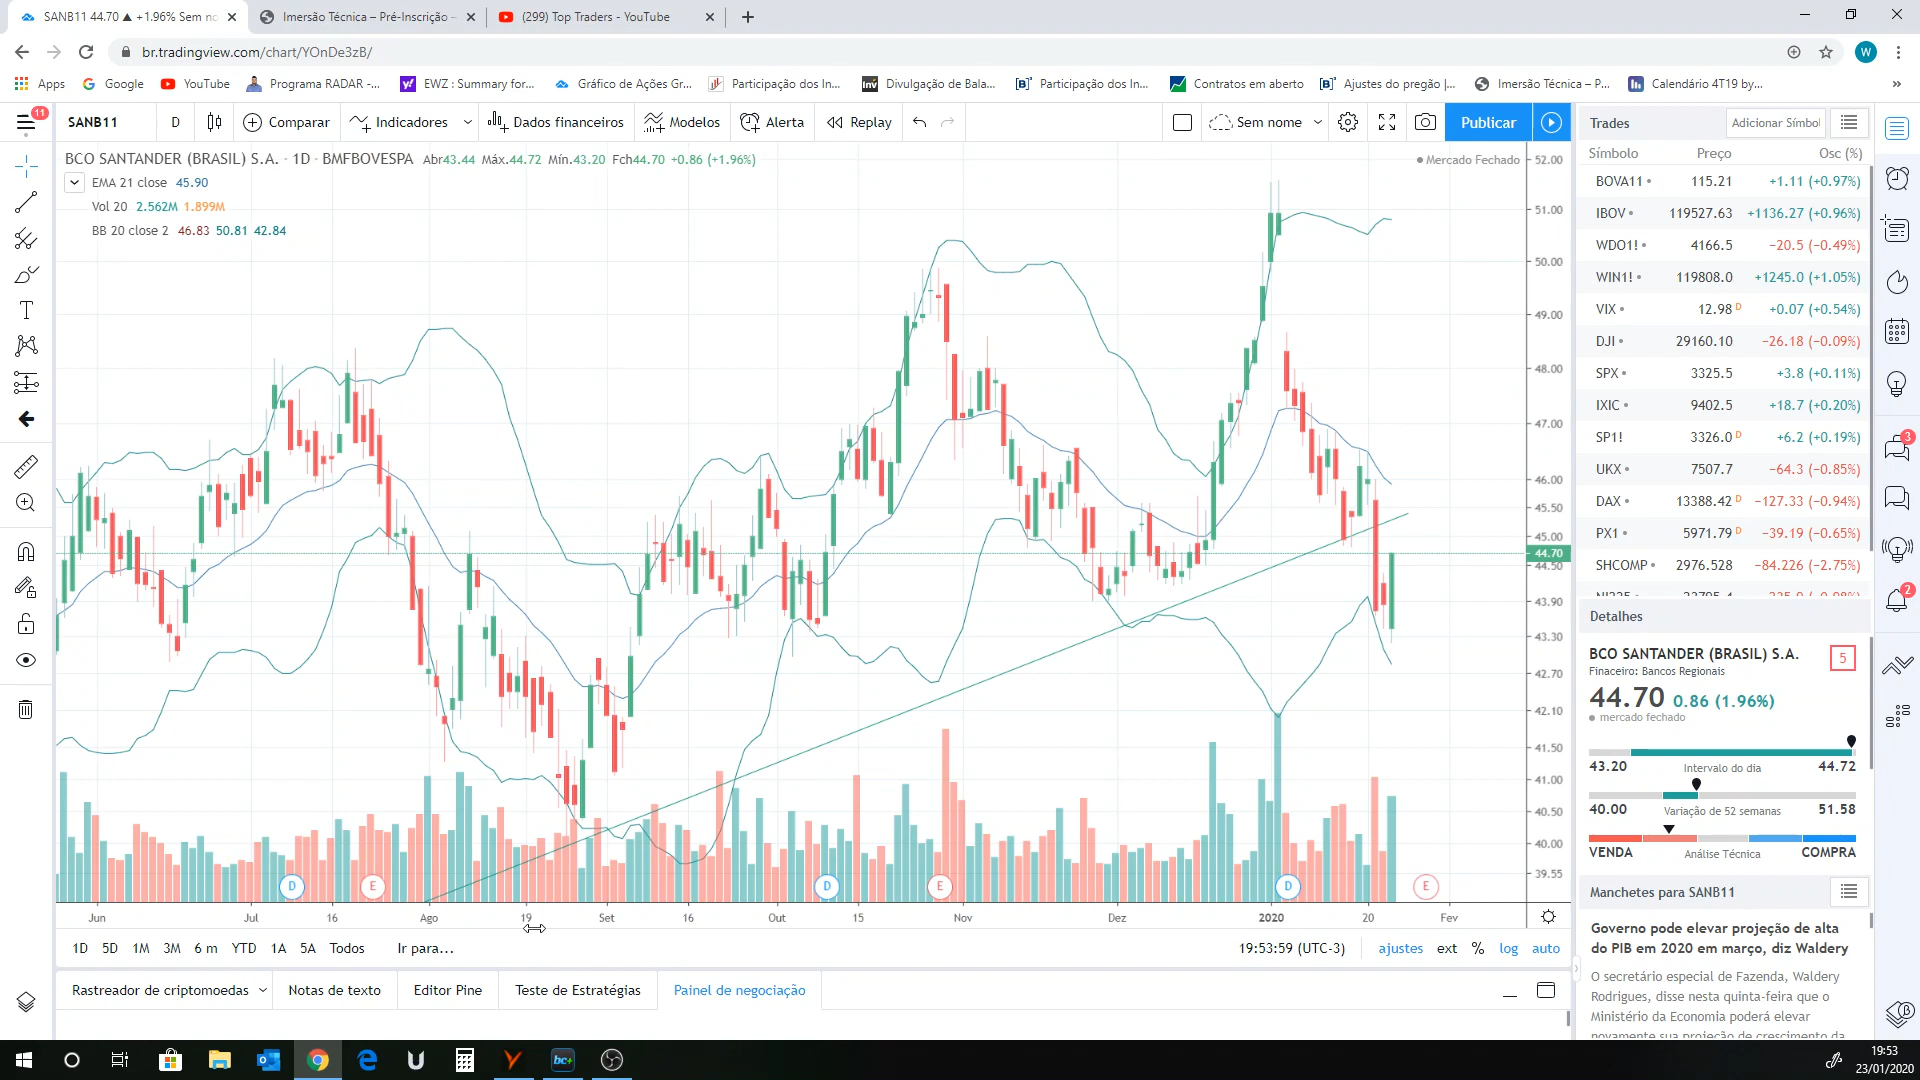 SANB11 44.70 ▲ +1.96% Sem no
Imersão Técnica – Pré-Inscrição –
(299) Top Traders - YouTube
br.tradingview.com/chart/YOnDe3zB/
W
Apps
Google
YouTube
Programa RADAR -...
EWZ : Summary for...
Gráfico de Ações Gr...
Participação dos In...
Divulgação de Bala...
Participação dos In...
Contratos em aberto
Ajustes do pregão |...
Imersão Técnica – P...
Calendário 4T19 by...
»
11
SANB11
D
Comparar
Indicadores
Dados financeiros
Modelos
Alerta
Replay
Sem nome
Publicar
BCO SANTANDER (BRASIL) S.A. · 1D · BMFBOVESPA Abr43.44 Máx.44.72 Mín.43.20 Fch44.70 +0.86 (+1.96%)
Mercado Fechado
EMA 21 close 45.90
Vol 20 2.562M 1.899M
BB 20 close 2 46.83 50.81 42.84
52.00
51.00
50.00
49.00
48.00
47.00
46.00
45.50
45.00
44.70
44.50
43.90
43.30
42.70
42.10
41.50
41.00
40.50
40.00
39.55
D
E
D
E
D
E
Jun
Jul
16
Ago
19
Set
16
Out
15
Nov
Dez
2020
20
Fev
1D 5D 1M 3M 6 m YTD 1A 5A Todos
Ir para...
19:53:59 (UTC-3)
ajustes ext % log auto
Rastreador de criptomoedas
Notas de texto
Editor Pine
Teste de Estratégias
Painel de negociação
Trades
Adicionar Símbol
Símbolo Preço Osc (%)
BOVA11 115.21 +1.11 (+0.97%)
IBOV 119527.63 +1136.27 (+0.96%)
WDO1! 4166.5 −20.5 (−0.49%)
WIN1! 119808.0 +1245.0 (+1.05%)
VIX 12.98 D +0.07 (+0.54%)
DJI 29160.10 −26.18 (−0.09%)
SPX 3325.5 +3.8 (+0.11%)
IXIC 9402.5 +18.7 (+0.20%)
SP1! 3326.0 D +6.2 (+0.19%)
UKX 7507.7 −64.3 (−0.85%)
DAX 13388.42 D −127.33 (−0.94%)
PX1 5971.79 D −39.19 (−0.65%)
SHCOMP 2976.528 −84.226 (−2.75%)
3
2
Detalhes
BCO SANTANDER (BRASIL) S.A.
5
Finaceiro: Bancos Regionais
44.70 0.86 (1.96%)
mercado fechado
43.20 Intervalo do dia 44.72
40.00 Variação de 52 semanas 51.58
VENDA Análise Técnica COMPRA
Manchetes para SANB11
Governo pode elevar projeção de alta
do PIB em 2020 em março, diz Waldery
O secretário especial de Fazenda, Waldery
Rodrigues, disse nesta quinta-feira que o
Ministério da Economia poderá elevar
novamente sua projeção de crescimento da
19:53
23/01/2020